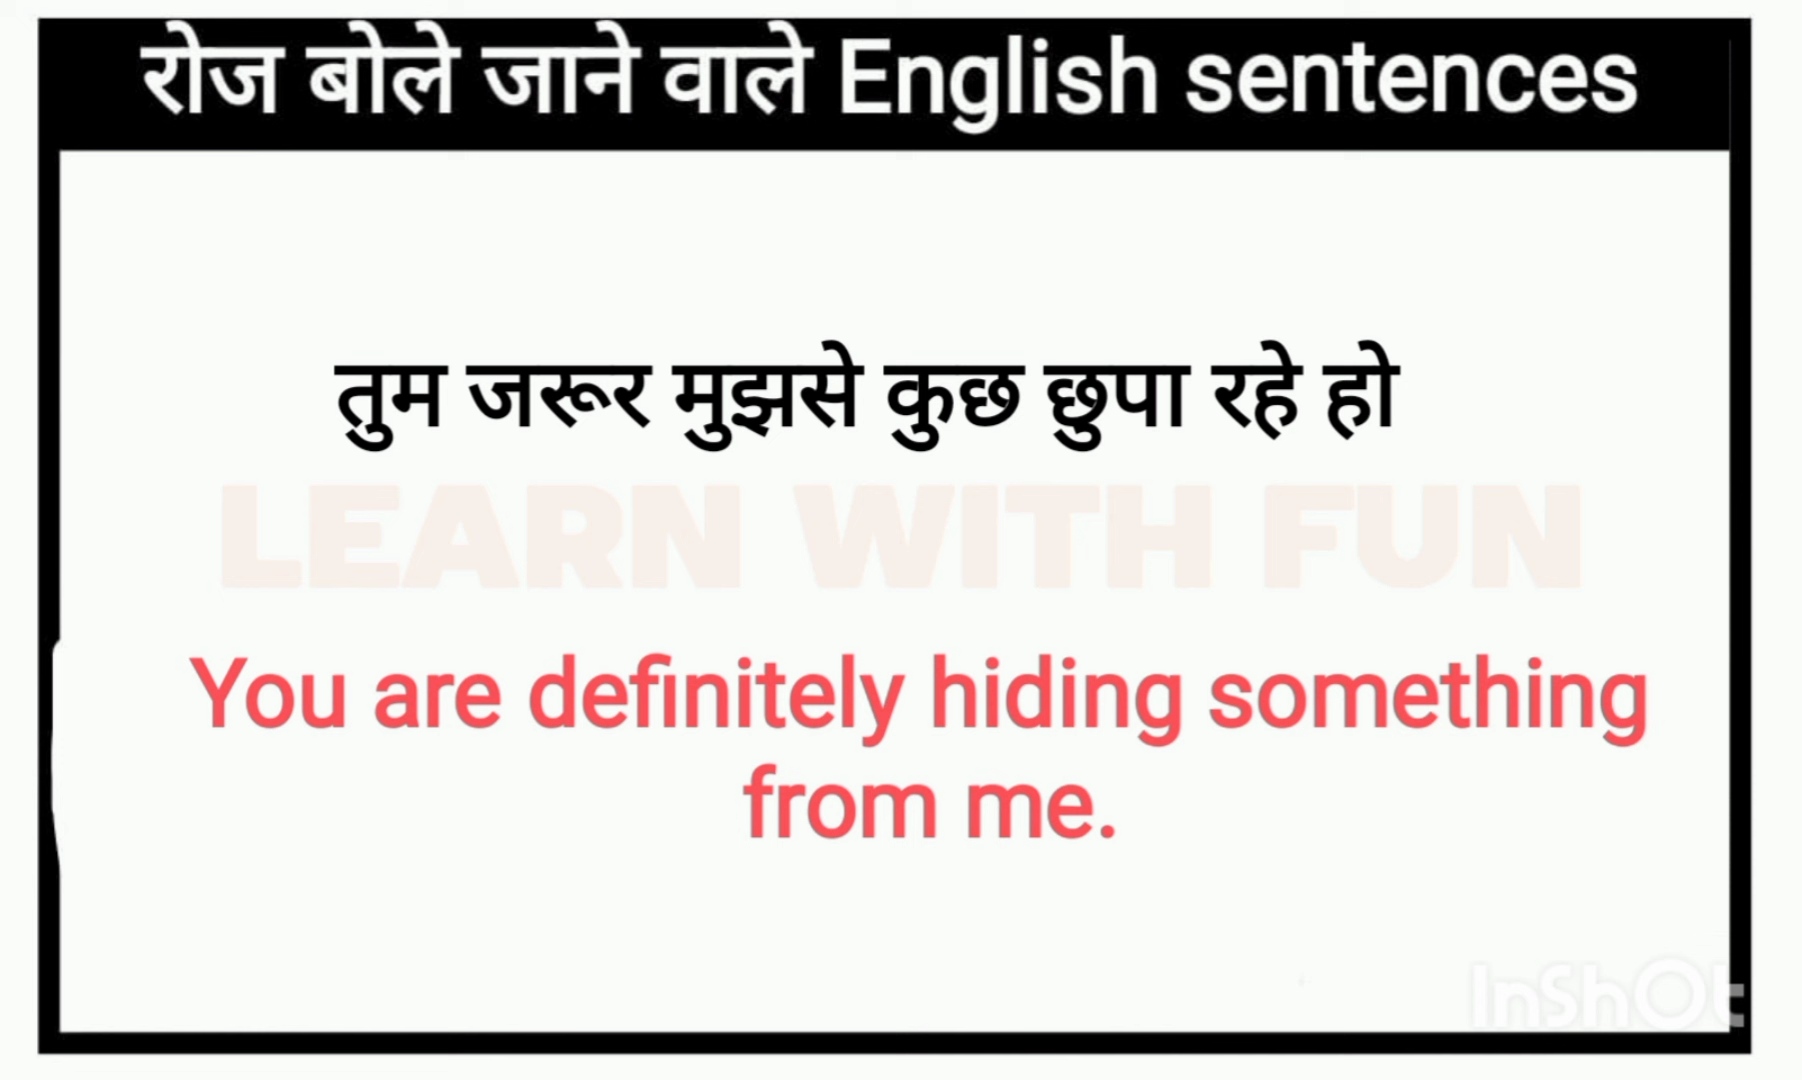 रोज बोले जाने वाले English sentences
तुम जरूर मुझसे कुछ छुपा रहे हो
LEARN WITH FUN
You are definitely hiding something
from me.
InShOt